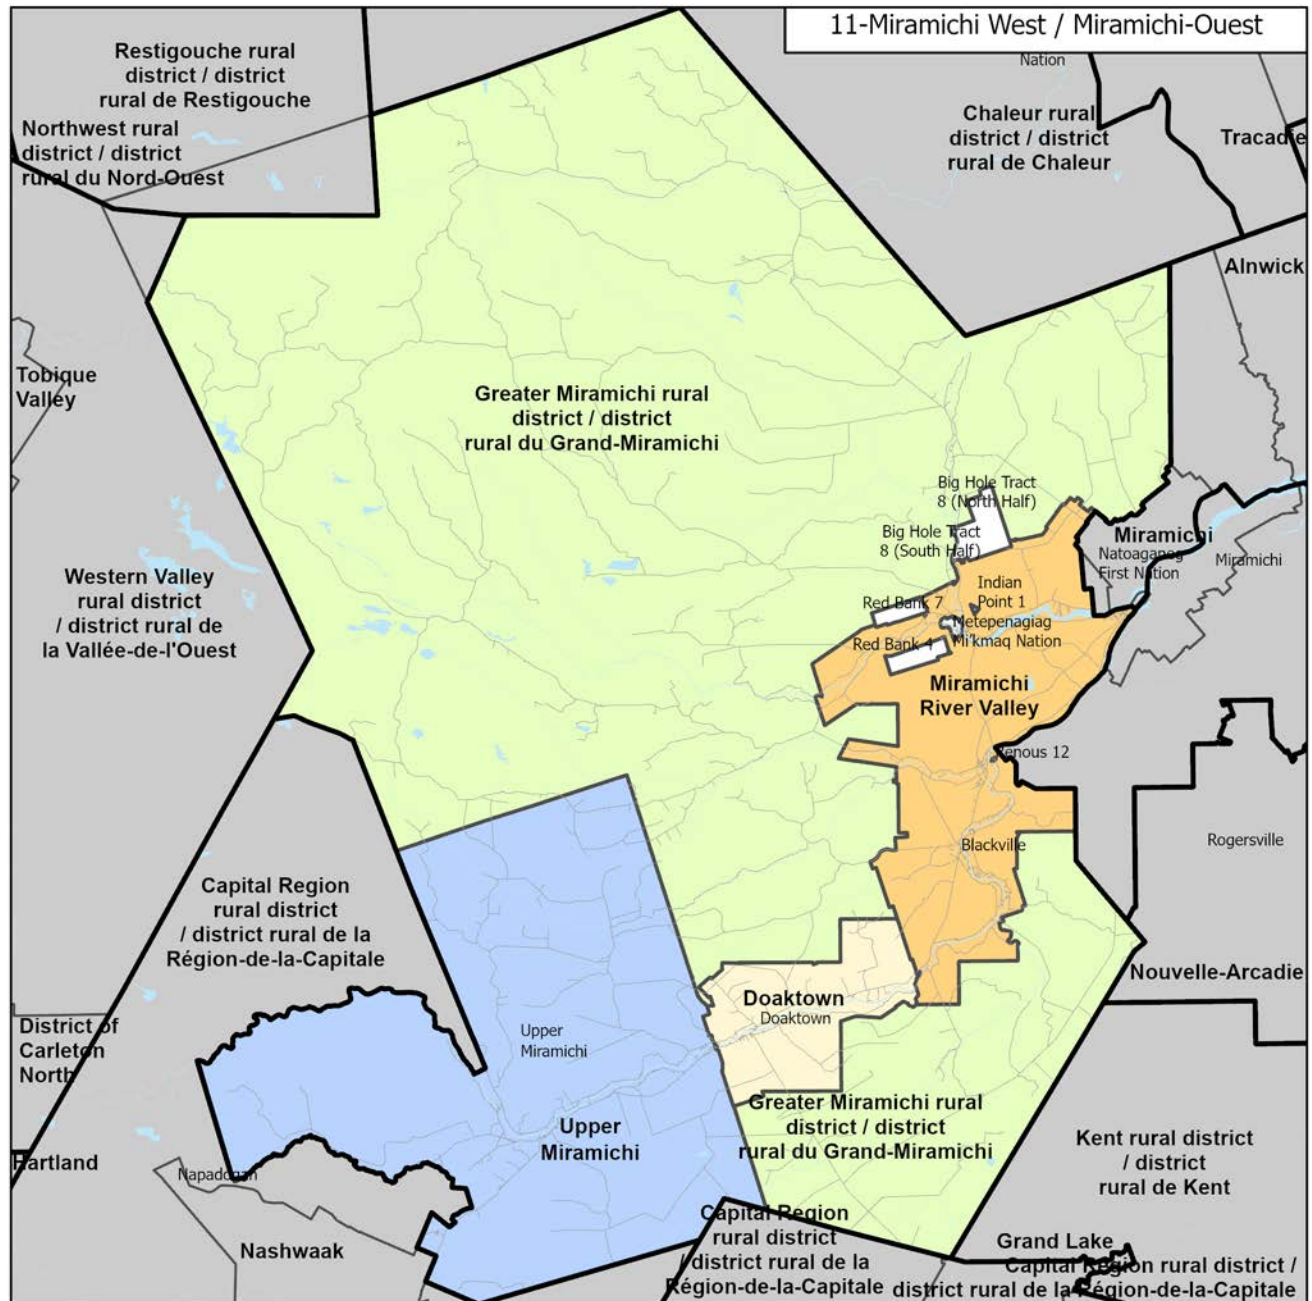 11-Miramichi West / Miramichi-Ouest
Restigouche rural
district / district
rural de Restigouche
Northwest rural
district / district
rural du Nord-Ouest
Nation
Chaleur rural
district / district
rural de Chaleur
Tracadie
Alnwick
Tobique
Valley
Greater Miramichi rural
district / district
rural du Grand-Miramichi
Big Hole Tract
8 (North Half)
Big Hole Tract
8 (South Half)
Miramichi
Natoaganeg
First Nation
Miramichi
Western Valley
rural district
/ district rural de
la Vallée-de-l'Ouest
Indian
Point 1
Red Bank 7
Metepenagiag
Mi'kmaq Nation
Red Bank 4
Miramichi
River Valley
Renous 12
Blackville
Rogersville
Capital Region
rural district
/ district rural de la
Région-de-la-Capitale
Nouvelle-Arcadie
Doaktown
Doaktown
District of
Carleton
North
Upper
Miramichi
Greater Miramichi rural
district / district
rural du Grand-Miramichi
Upper
Miramichi
Kent rural district
/ district
rural de Kent
Hartland
Napadogan
Nashwaak
Capital Region
rural district
/ district rural de la
Région-de-la-Capitale
Grand Lake
Capital Region rural district /
district rural de la Région-de-la-Capitale